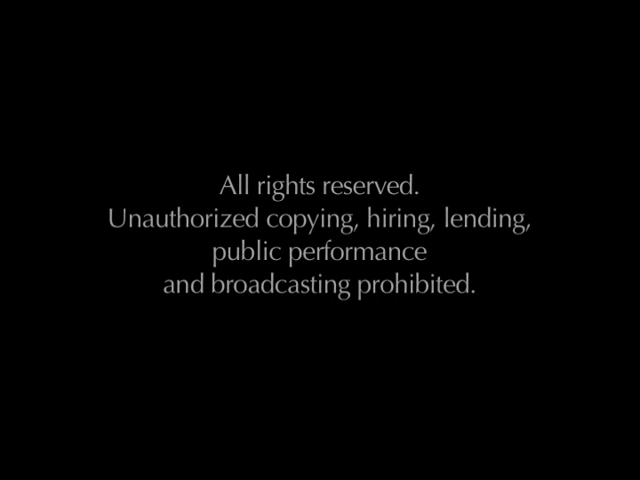 All rights reserved.
Unauthorized copying, hiring, lending,
public performance
and broadcasting prohibited.